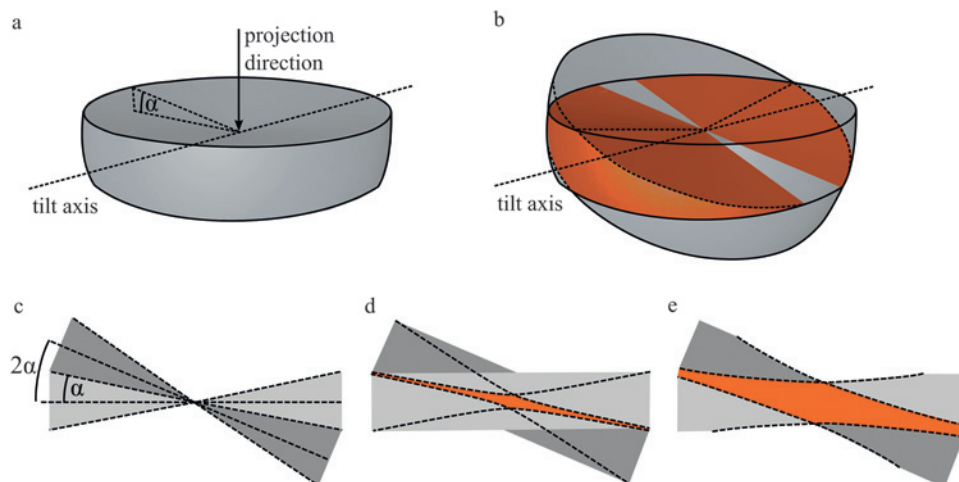 a
projection
direction
α
tilt axis
b
tilt axis
c
2α
α
d
e